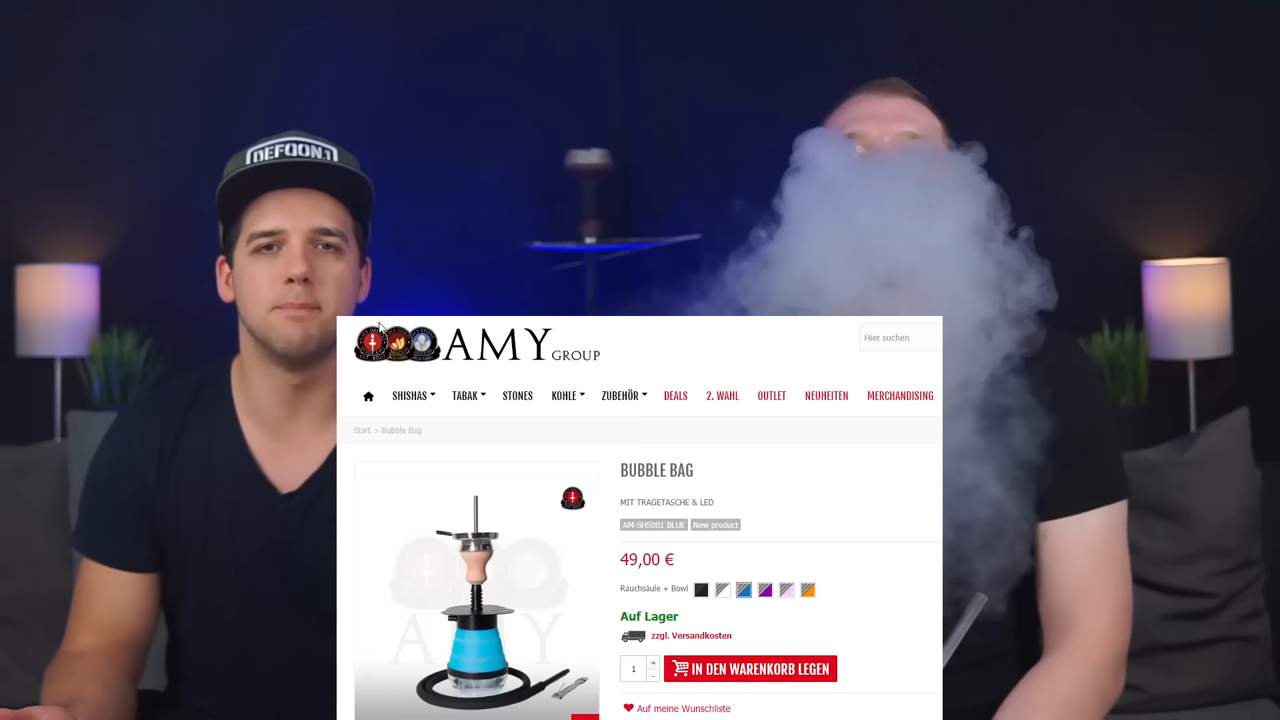 DEFQON.1
AMY GROUP
Hier suchen
SHISHAS TABAK STONES KOHLE ZUBEHÖR DEALS 2. WAHL OUTLET NEUHEITEN MERCHANDISING
Start > Bubble Bag
BUBBLE BAG
MIT TRAGETASCHE & LED
AM-SHS001 BLUE New product
49,00 €
Rauchsäule + Bowl
Auf Lager
zzgl. Versandkosten
1 + -
IN DEN WARENKORB LEGEN
Auf meine Wunschliste
AMY